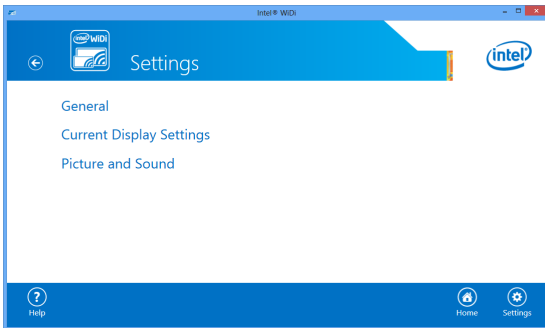 Intel® WiDi
intel WiDi
Settings
intel
General
Current Display Settings
Picture and Sound
?
Help
Home
Settings